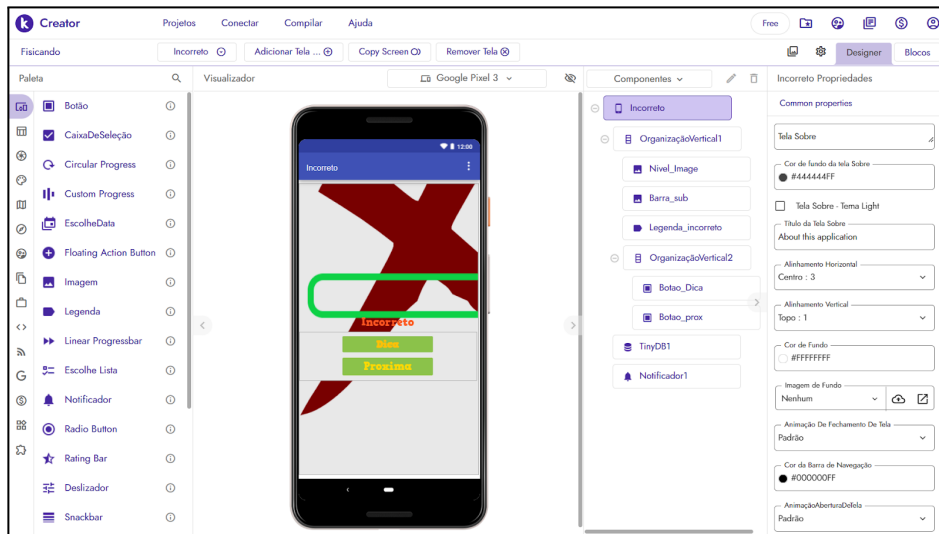 Creator
Projetos
Conectar
Compilar
Ajuda
Free
Fisicando
Incorreto
Adicionar Tela ...
Copy Screen
Remover Tela
Designer
Blocos
Paleta
Visualizador
Google Pixel 3
Componentes
Incorreto Propriedades
Botão
CaixaDeSeleção
Circular Progress
Custom Progress
EscolheData
Floating Action Button
Imagem
Legenda
Linear Progressbar
Escolhe Lista
Notificador
Radio Button
Rating Bar
Deslizador
Snackbar
12:00
Incorreto
Incorreto
Dica
Proxima
Incorreto
OrganizaçãoVertical1
Nivel_Image
Barra_sub
Legenda_incorreto
OrganizaçãoVertical2
Botao_Dica
Botao_prox
TinyDB1
Notificador1
Common properties
Tela Sobre
Cor de fundo da tela Sobre
#444444FF
Tela Sobre - Tema Light
Título da Tela Sobre
About this application
Alinhamento Horizontal
Centro : 3
Alinhamento Vertical
Topo : 1
Cor de Fundo
#FFFFFFFF
Imagem de Fundo
Nenhum
Animação De Fechamento De Tela
Padrão
Cor da Barra de Navegação
#000000FF
AnimaçãoAberturaDeTela
Padrão